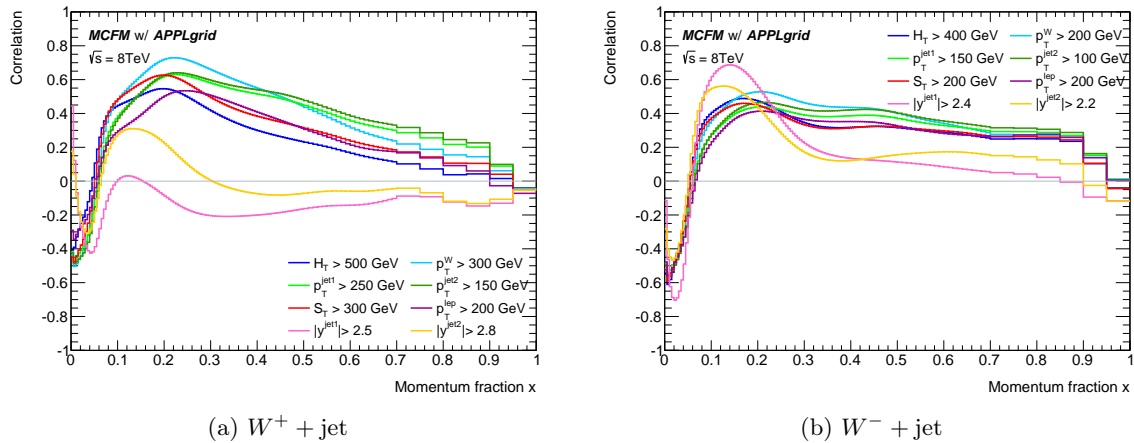 Correlation
1
0.8
0.6
0.4
0.2
0
-0.2
-0.4
-0.6
-0.8
-1
MCFM w/ APPLgrid
√s = 8TeV
H_T > 500 GeV
p_T^W > 300 GeV
p_T^jet1 > 250 GeV
p_T^jet2 > 150 GeV
S_T > 300 GeV
p_T^lep > 200 GeV
|y^jet1| > 2.5
|y^jet2| > 2.8
0 0.1 0.2 0.3 0.4 0.5 0.6 0.7 0.8 0.9 1
Momentum fraction x
(a) W^+ + jet
Correlation
1
0.8
0.6
0.4
0.2
0
-0.2
-0.4
-0.6
-0.8
-1
MCFM w/ APPLgrid
√s = 8TeV
H_T > 400 GeV
p_T^W > 200 GeV
p_T^jet1 > 150 GeV
p_T^jet2 > 100 GeV
S_T > 200 GeV
p_T^lep > 200 GeV
|y^jet1| > 2.4
|y^jet2| > 2.2
0 0.1 0.2 0.3 0.4 0.5 0.6 0.7 0.8 0.9 1
Momentum fraction x
(b) W^- + jet